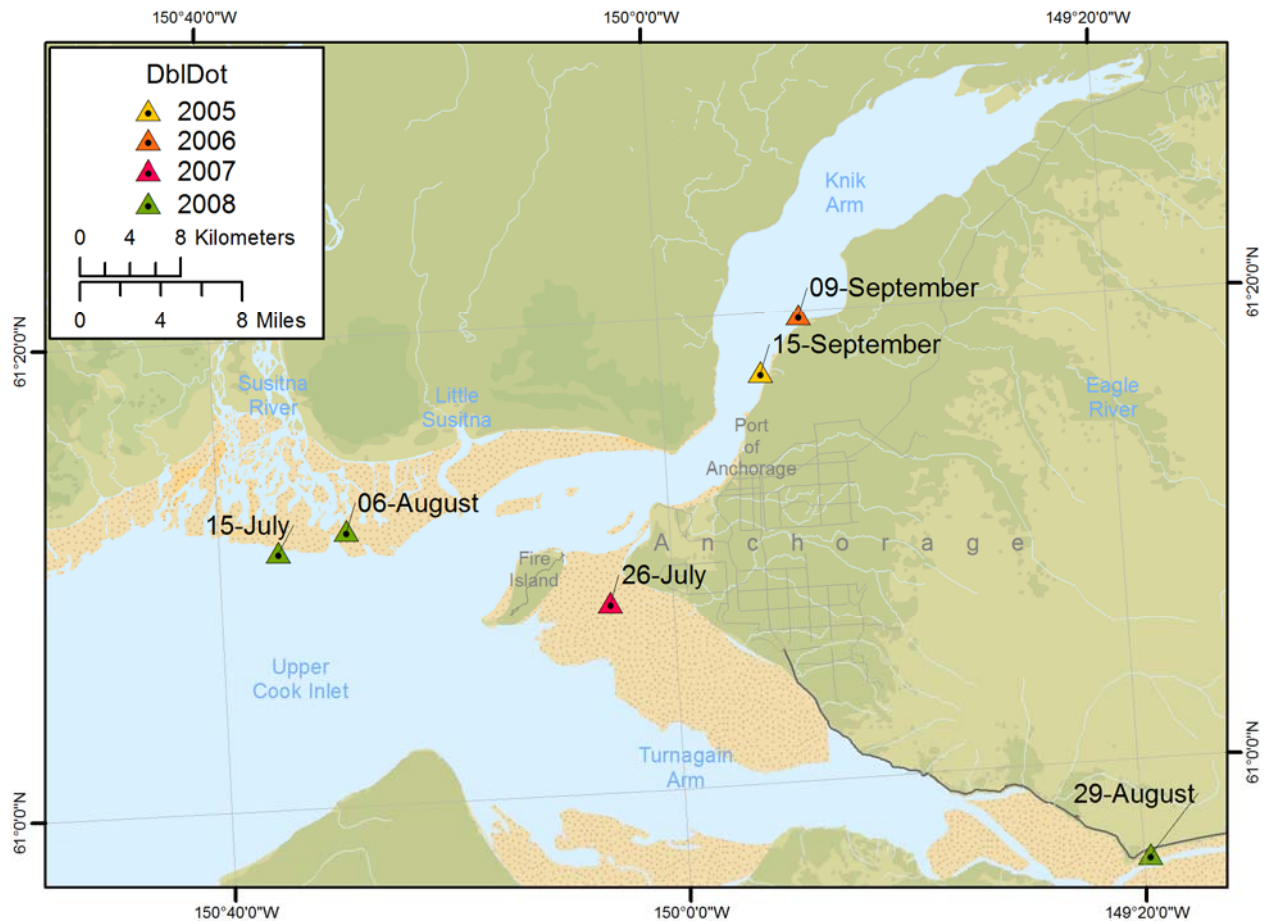 150°40'0"W
150°0'0"W
149°20'0"W
DblDot
2005
2006
2007
2008
0 4 8 Kilometers
0 4 8 Miles
Knik
Arm
09-September
61°20'0"N
15-September
61°20'0"N
Susitna
River
Little
Susitna
Eagle
River
Port
of
Anchorage
06-August
15-July
Anchorage
Fire
Island
26-July
Upper
Cook Inlet
Turnagain
Arm
61°0'0"N
29-August
61°0'0"N
150°40'0"W
150°0'0"W
149°20'0"W